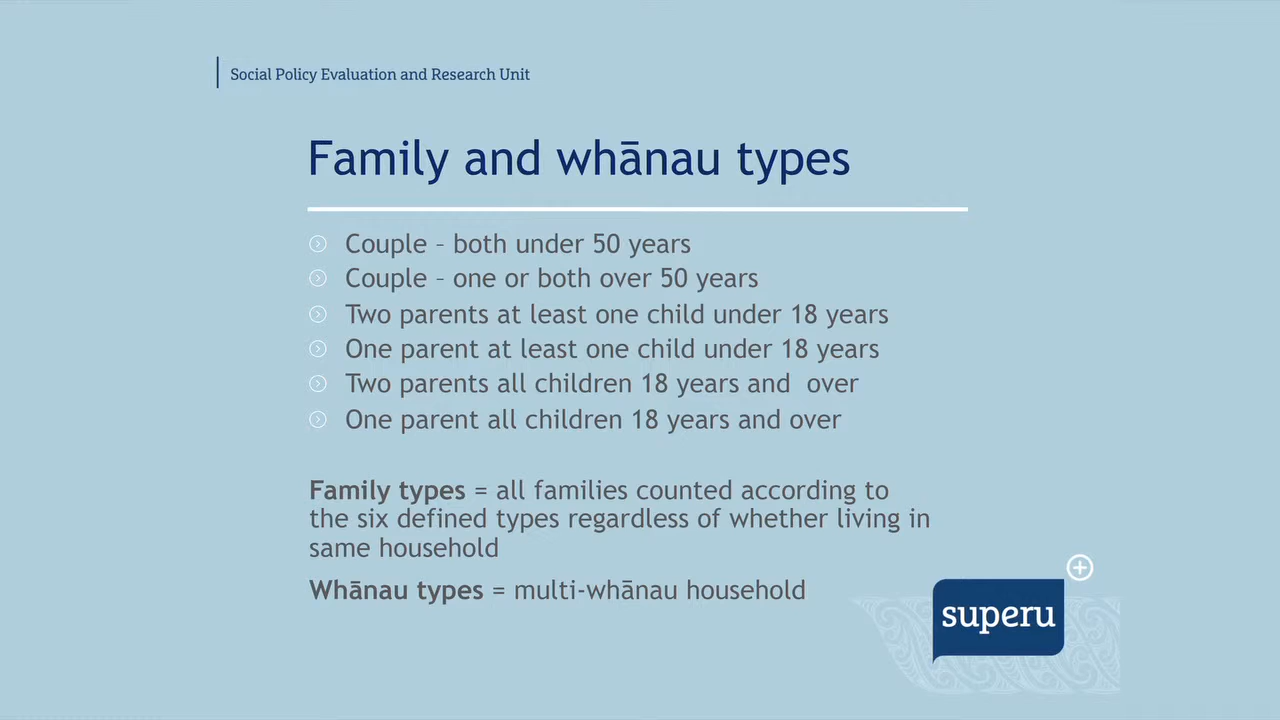 Social Policy Evaluation and Research Unit
Family and whānau types
Couple – both under 50 years
Couple – one or both over 50 years
Two parents at least one child under 18 years
One parent at least one child under 18 years
Two parents all children 18 years and  over
One parent all children 18 years and over
Family types = all families counted according to
the six defined types regardless of whether living in
same household
Whānau types = multi-whānau household
superu